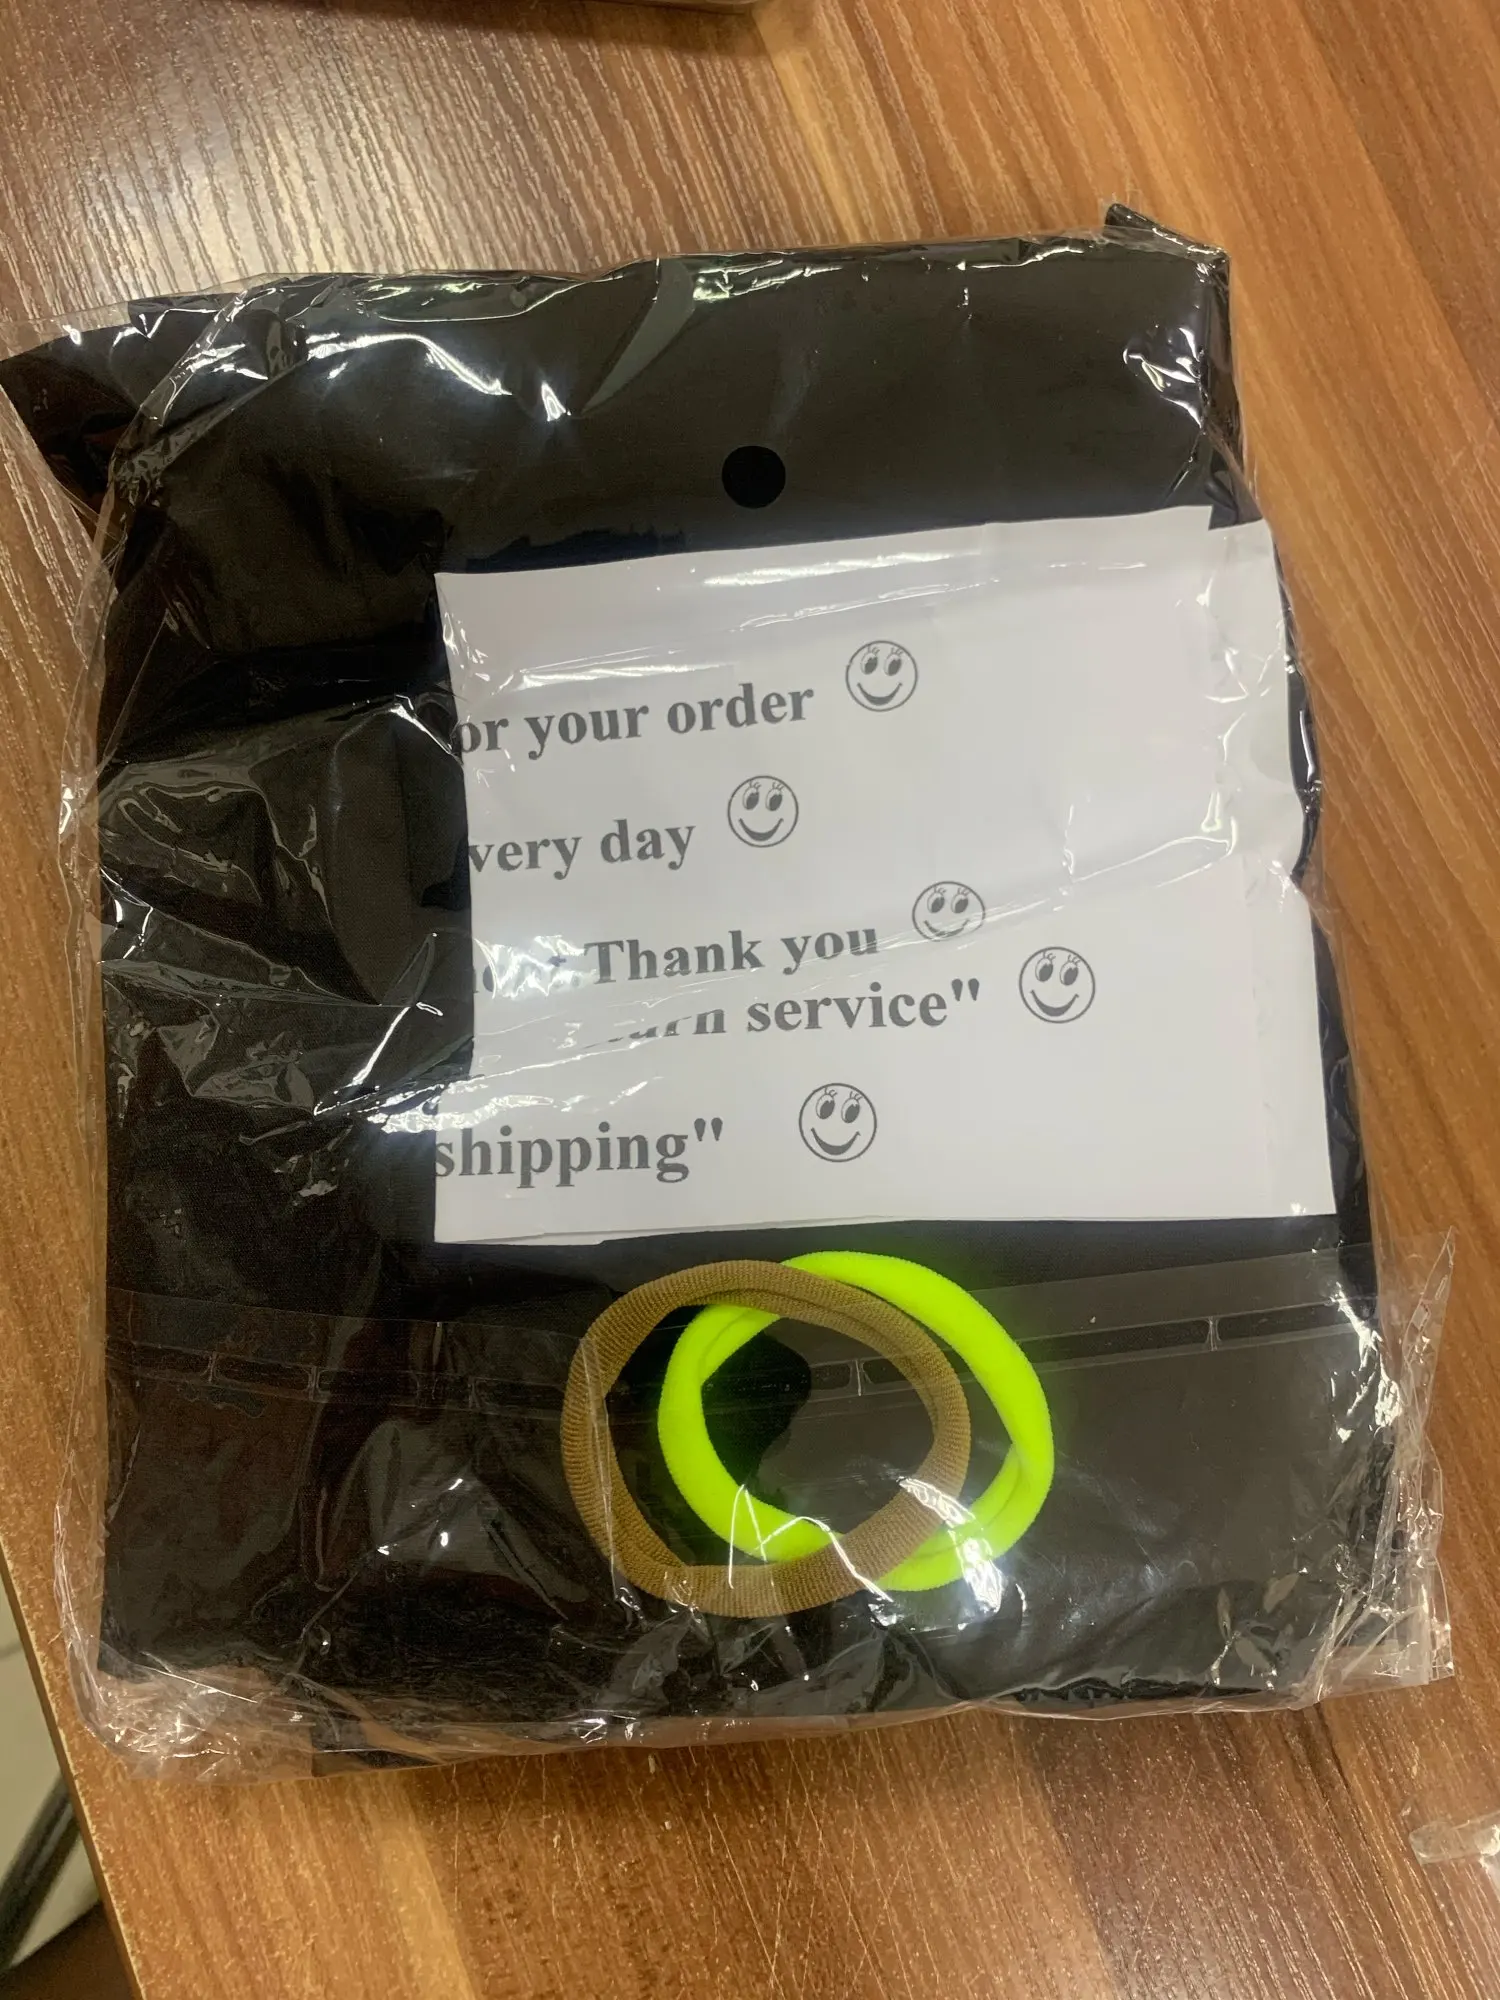 or your order
very day
Thank you
service"
shipping"